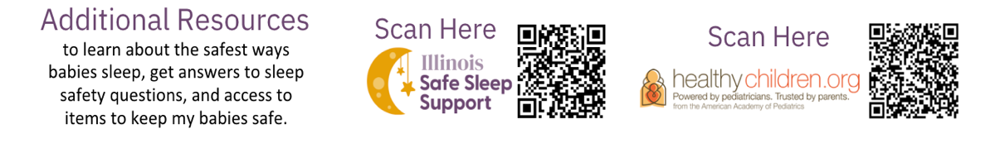 Additional Resources
to learn about the safest ways
babies sleep, get answers to sleep
safety questions, and access to
items to keep my babies safe.
Scan Here
Illinois
Safe Sleep
Support
Scan Here
healthychildren.org
Powered by pediatricians. Trusted by parents.
from the American Academy of Pediatrics